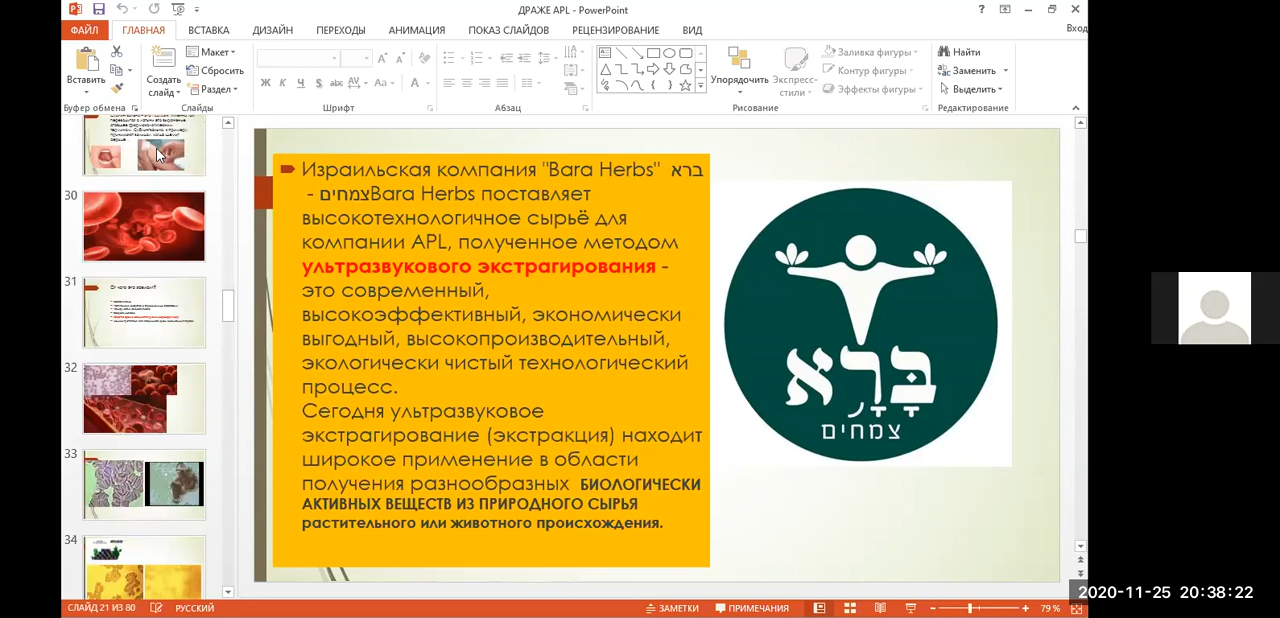 ДРАЖЕ APL - PowerPoint
ФАЙЛ ГЛАВНАЯ ВСТАВКА ДИЗАЙН ПЕРЕХОДЫ АНИМАЦИЯ ПОКАЗ СЛАЙДОВ РЕЦЕНЗИРОВАНИЕ ВИД Вход
Вставить
Создать слайд
Макет
Сбросить
Раздел
Упорядочить
Экспресс-стили
Заливка фигуры
Контур фигуры
Эффекты фигуры
Найти
Заменить
Выделить
Буфер обмена Слайды Шрифт Абзац Рисование Редактирование
30
31
От чего это зависит?
32
33
34
Израильская компания "Bara Herbs" ברא
- צמחיםBara Herbs поставляет
высокотехнологичное сырьё для
компании APL, полученное методом
ультразвукового экстрагирования -
это современный,
высокоэффективный, экономически
выгодный, высокопроизводительный,
экологически чистый технологический
процесс.
Сегодня ультразвуковое
экстрагирование (экстракция) находит
широкое применение в области
получения разнообразных БИОЛОГИЧЕСКИ
АКТИВНЫХ ВЕЩЕСТВ ИЗ ПРИРОДНОГО СЫРЬЯ
растительного или животного происхождения.
בָּרָא
צמחים
СЛАЙД 21 ИЗ 80 РУССКИЙ ЗАМЕТКИ ПРИМЕЧАНИЯ 79 %
2020-11-25 20:38:22